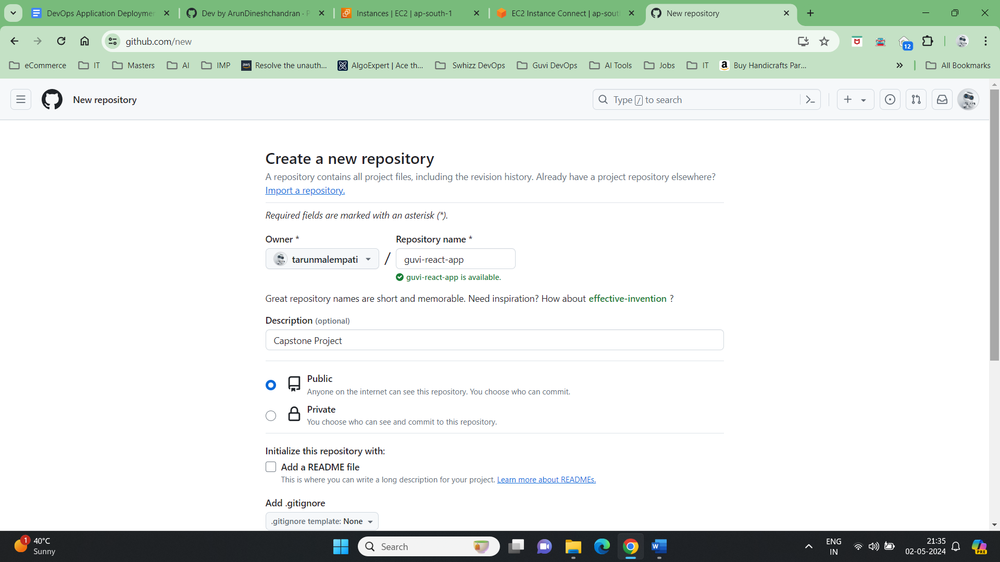 DevOps Application Deploymen
Dev by ArunDineshchandran · P
Instances | EC2 | ap-south-1
EC2 Instance Connect | ap-sout
New repository
github.com/new
12
eCommerce
IT
Masters
AI
IMP
aws
Resolve the unauth...
AlgoExpert | Ace th...
Swhizz DevOps
Guvi DevOps
AI Tools
Jobs
IT
Buy Handicrafts Par...
All Bookmarks
New repository
Type / to search
Create a new repository
A repository contains all project files, including the revision history. Already have a project repository elsewhere?
Import a repository.
Required fields are marked with an asterisk (*).
Owner *
Repository name *
tarunmalempati
/
guvi-react-app
guvi-react-app is available.
Great repository names are short and memorable. Need inspiration? How about effective-invention ?
Description (optional)
Capstone Project
Public
Anyone on the internet can see this repository. You choose who can commit.
Private
You choose who can see and commit to this repository.
Initialize this repository with:
Add a README file
This is where you can write a long description for your project. Learn more about READMEs.
Add .gitignore
.gitignore template: None
1
40°C
Sunny
Search
W
ENG
IN
21:35
02-05-2024
PRE